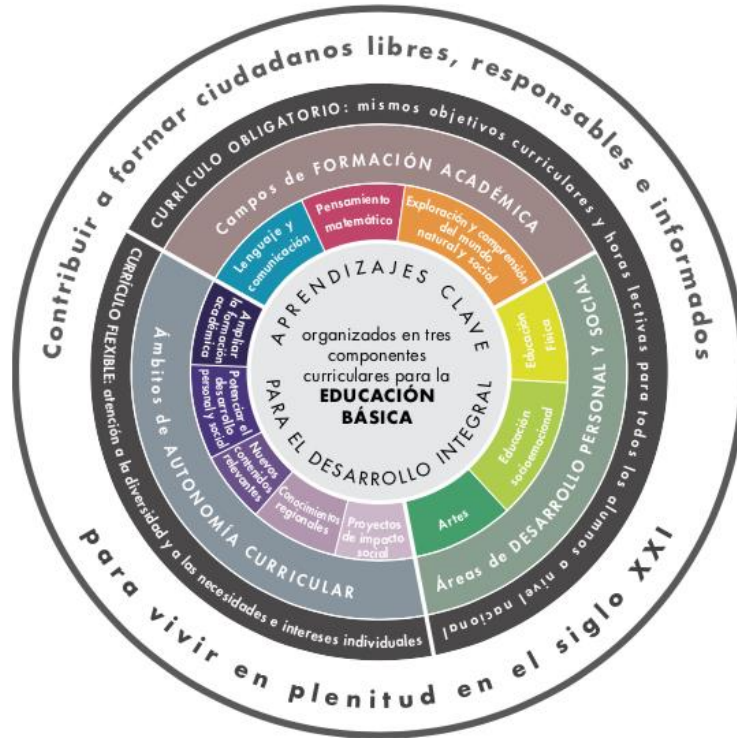 Contribuir a formar ciudadanos libres, responsables e informados
para vivir en plenitud en el siglo XXI
CURRÍCULO OBLIGATORIO: mismos objetivos curriculares y horas lectivas para todos los alumnos a nivel nacional
CURRÍCULO FLEXIBLE: atención a la diversidad y a las necesidades e intereses individuales
Campos de FORMACIÓN ACADÉMICA
Lenguaje y
comunicación
Pensamiento
matemático
Exploración y comprensión
del mundo
natural y social
Áreas de DESARROLLO PERSONAL Y SOCIAL
Educación
Física
Educación
socioemocional
Artes
Ámbitos de AUTONOMÍA CURRICULAR
Ampliar
la formación
académica
Potenciar el
desarrollo
personal y social
Nuevos
contenidos
relevantes
Conocimientos
regionales
Proyectos
de impacto
social
APRENDIZAJES CLAVE
organizados en tres
componentes
curriculares para la
EDUCACIÓN
BÁSICA
PARA EL DESARROLLO INTEGRAL